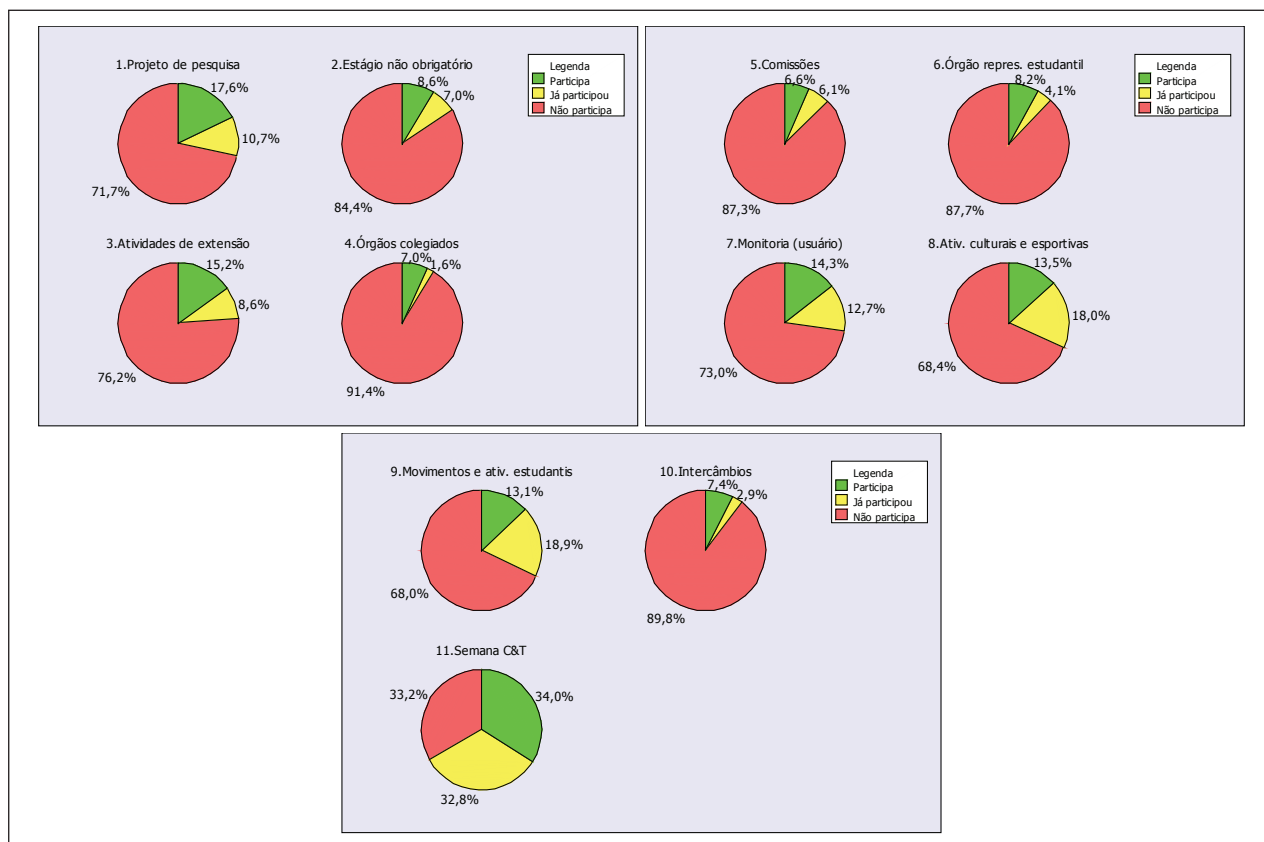 1.Projeto de pesquisa
17,6%
10,7%
71,7%
2.Estágio não obrigatório
8,6%
7,0%
84,4%
Legenda
Participa
Já participou
Não participa
3.Atividades de extensão
15,2%
8,6%
76,2%
4.Órgãos colegiados
7,0%
1,6%
91,4%
5.Comissões
6,6%
6,1%
87,3%
6.Órgão repres. estudantil
8,2%
4,1%
87,7%
Legenda
Participa
Já participou
Não participa
7.Monitoria (usuário)
14,3%
12,7%
73,0%
8.Ativ. culturais e esportivas
13,5%
18,0%
68,4%
9.Movimentos e ativ. estudantis
13,1%
18,9%
68,0%
10.Intercâmbios
7,4%
2,9%
89,8%
Legenda
Participa
Já participou
Não participa
11.Semana C&T
33,2%
34,0%
32,8%